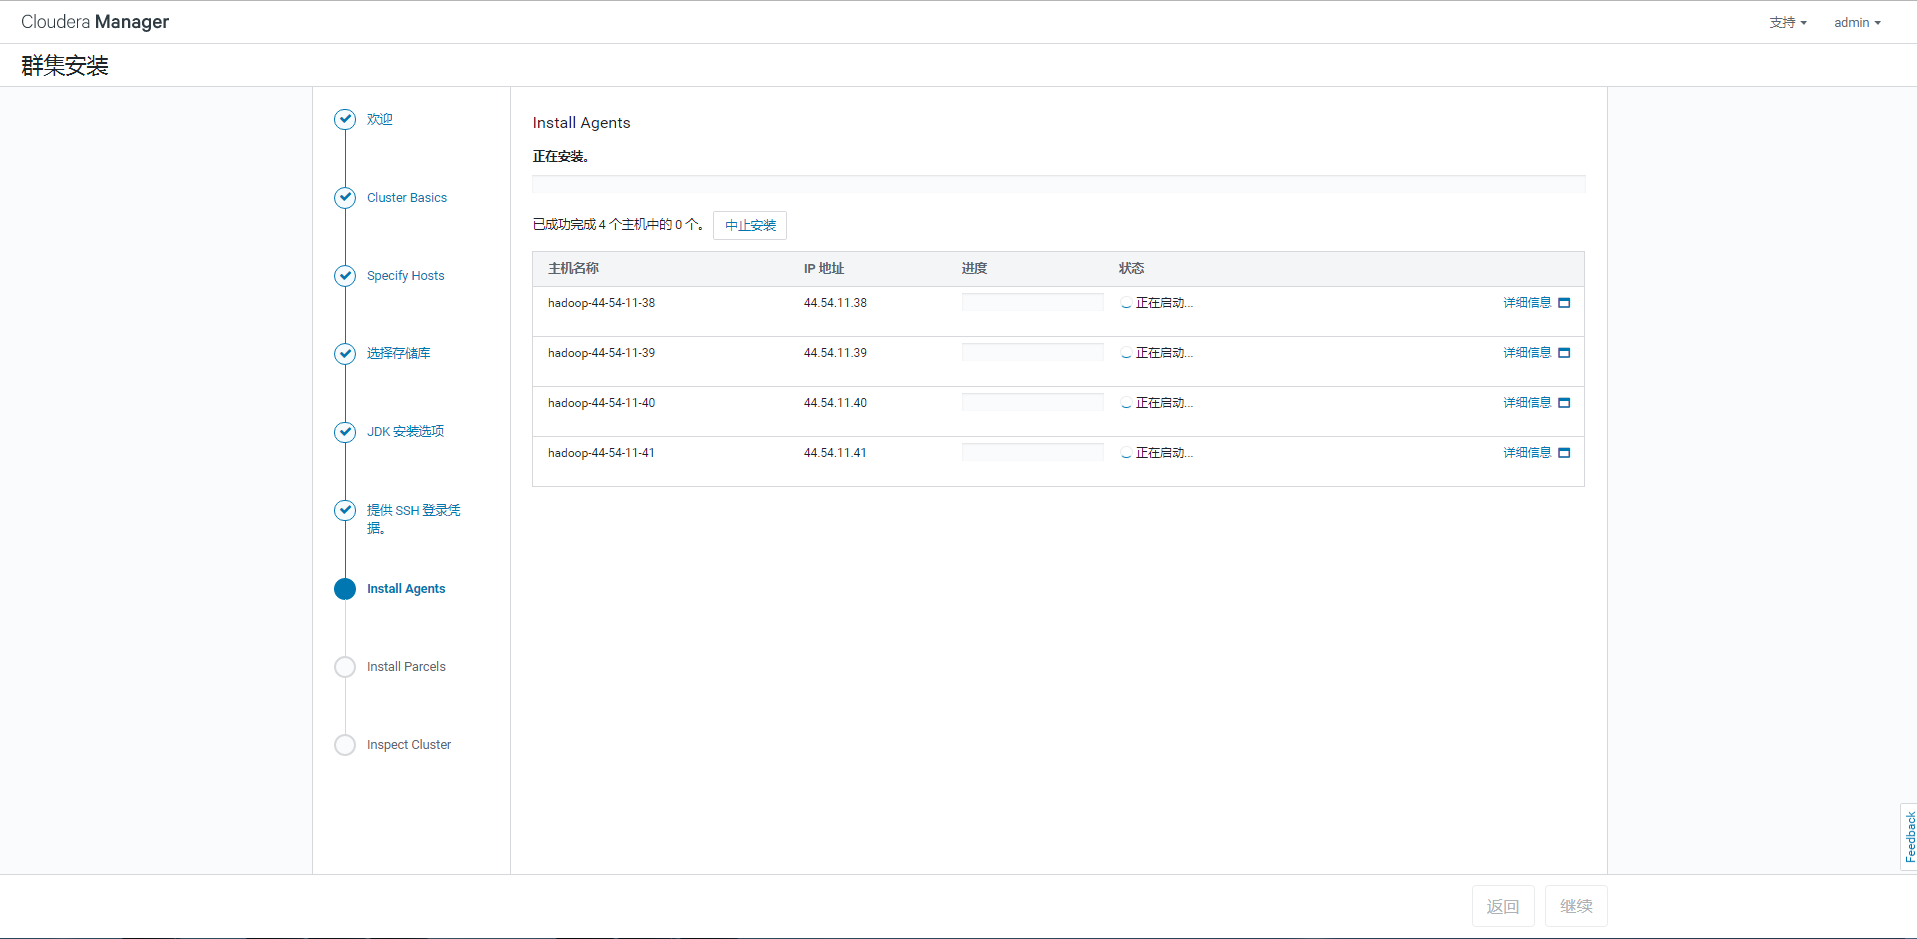 Cloudera Manager
支持 admin
群集安装
欢迎
Cluster Basics
Specify Hosts
选择存储库
JDK 安装选项
提供 SSH 登录凭
据。
Install Agents
Install Parcels
Inspect Cluster
Install Agents
正在安装。
已成功完成 4 个主机中的 0 个。 中止安装
主机名称 IP 地址 进度 状态
hadoop-44-54-11-38 44.54.11.38 正在启动... 详细信息
hadoop-44-54-11-39 44.54.11.39 正在启动... 详细信息
hadoop-44-54-11-40 44.54.11.40 正在启动... 详细信息
hadoop-44-54-11-41 44.54.11.41 正在启动... 详细信息
Feedback
返回 继续